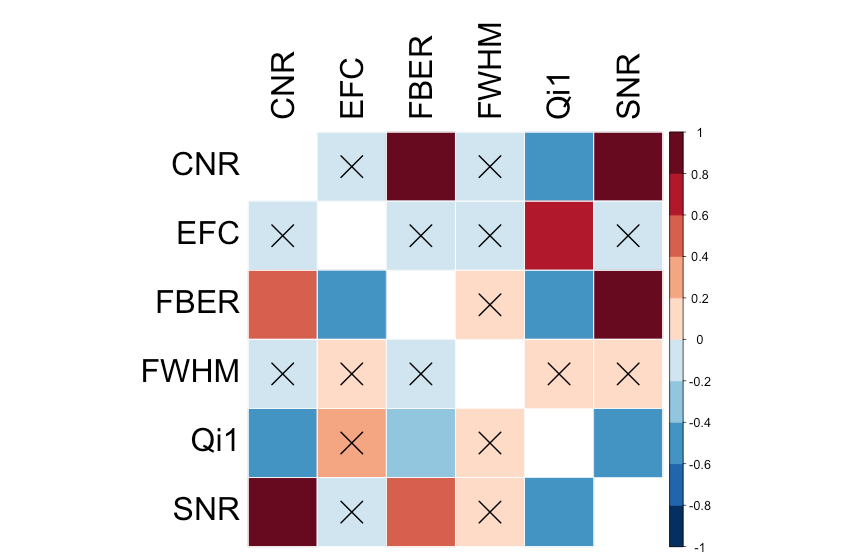 CNR
EFC
FBER
FWHM
Qi1
SNR
CNR
EFC
FBER
FWHM
Qi1
SNR
1
0.8
0.6
0.4
0.2
0
-0.2
-0.4
-0.6
-0.8
-1